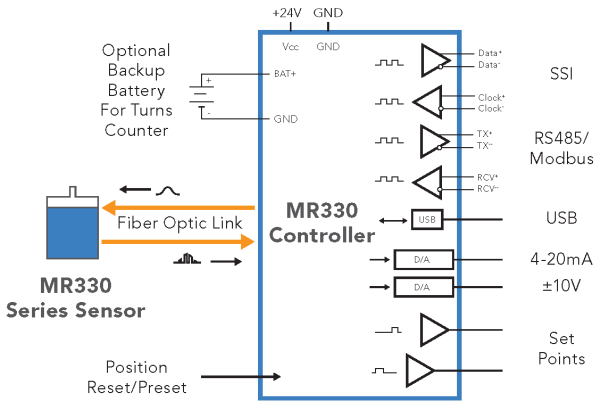 +24V GND
Vcc GND
Optional
Backup
Battery
For Turns
Counter
+
-
BAT+
GND
Data+
Data-
SSI
Clock+
Clock-
TX+
TX-
RS485/
Modbus
RCV+
RCV-
Fiber Optic Link
MR330
Controller
USB
USB
D/A
4-20mA
D/A
±10V
MR330
Series Sensor
Set
Points
Position
Reset/Preset